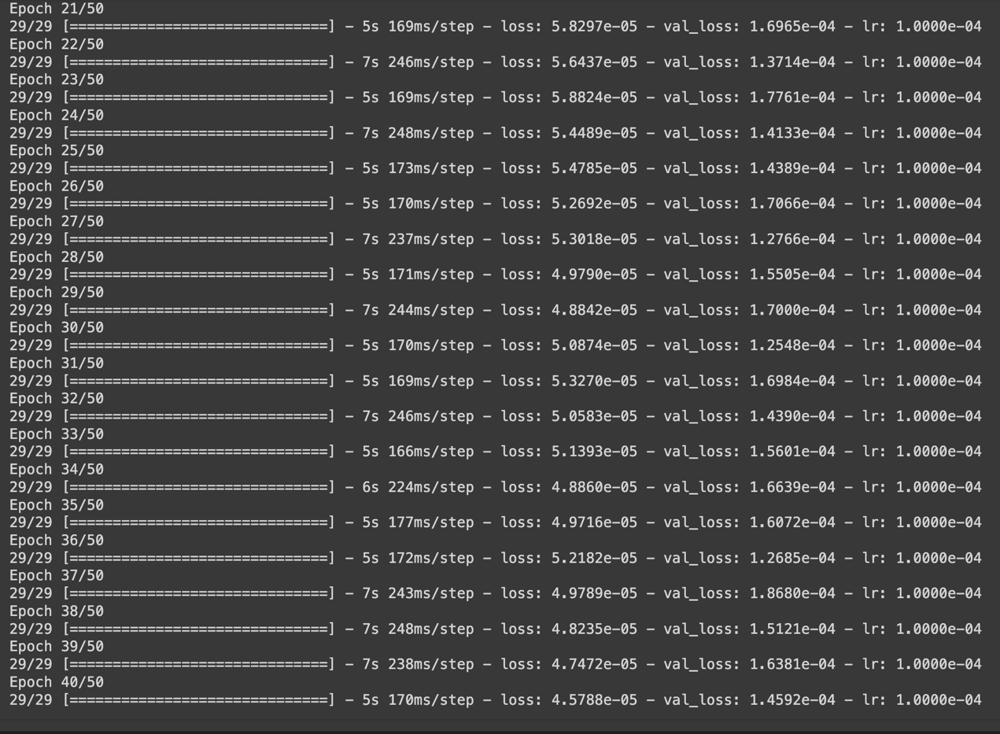 Epoch 21/50
29/29 [==============================] - 5s 169ms/step - loss: 5.8297e-05 - val_loss: 1.6965e-04 - lr: 1.0000e-04
Epoch 22/50
29/29 [==============================] - 7s 246ms/step - loss: 5.6437e-05 - val_loss: 1.3714e-04 - lr: 1.0000e-04
Epoch 23/50
29/29 [==============================] - 5s 169ms/step - loss: 5.8824e-05 - val_loss: 1.7761e-04 - lr: 1.0000e-04
Epoch 24/50
29/29 [==============================] - 7s 248ms/step - loss: 5.4489e-05 - val_loss: 1.4133e-04 - lr: 1.0000e-04
Epoch 25/50
29/29 [==============================] - 5s 173ms/step - loss: 5.4785e-05 - val_loss: 1.4389e-04 - lr: 1.0000e-04
Epoch 26/50
29/29 [==============================] - 5s 170ms/step - loss: 5.2692e-05 - val_loss: 1.7066e-04 - lr: 1.0000e-04
Epoch 27/50
29/29 [==============================] - 7s 237ms/step - loss: 5.3018e-05 - val_loss: 1.2766e-04 - lr: 1.0000e-04
Epoch 28/50
29/29 [==============================] - 5s 171ms/step - loss: 4.9790e-05 - val_loss: 1.5505e-04 - lr: 1.0000e-04
Epoch 29/50
29/29 [==============================] - 7s 244ms/step - loss: 4.8842e-05 - val_loss: 1.7000e-04 - lr: 1.0000e-04
Epoch 30/50
29/29 [==============================] - 5s 170ms/step - loss: 5.0874e-05 - val_loss: 1.2548e-04 - lr: 1.0000e-04
Epoch 31/50
29/29 [==============================] - 5s 169ms/step - loss: 5.3270e-05 - val_loss: 1.6984e-04 - lr: 1.0000e-04
Epoch 32/50
29/29 [==============================] - 7s 246ms/step - loss: 5.0583e-05 - val_loss: 1.4390e-04 - lr: 1.0000e-04
Epoch 33/50
29/29 [==============================] - 5s 166ms/step - loss: 5.1393e-05 - val_loss: 1.5601e-04 - lr: 1.0000e-04
Epoch 34/50
29/29 [==============================] - 6s 224ms/step - loss: 4.8860e-05 - val_loss: 1.6639e-04 - lr: 1.0000e-04
Epoch 35/50
29/29 [==============================] - 5s 177ms/step - loss: 4.9716e-05 - val_loss: 1.6072e-04 - lr: 1.0000e-04
Epoch 36/50
29/29 [==============================] - 5s 172ms/step - loss: 5.2182e-05 - val_loss: 1.2685e-04 - lr: 1.0000e-04
Epoch 37/50
29/29 [==============================] - 7s 243ms/step - loss: 4.9789e-05 - val_loss: 1.8680e-04 - lr: 1.0000e-04
Epoch 38/50
29/29 [==============================] - 7s 248ms/step - loss: 4.8235e-05 - val_loss: 1.5121e-04 - lr: 1.0000e-04
Epoch 39/50
29/29 [==============================] - 7s 238ms/step - loss: 4.7472e-05 - val_loss: 1.6381e-04 - lr: 1.0000e-04
Epoch 40/50
29/29 [==============================] - 5s 170ms/step - loss: 4.5788e-05 - val_loss: 1.4592e-04 - lr: 1.0000e-04